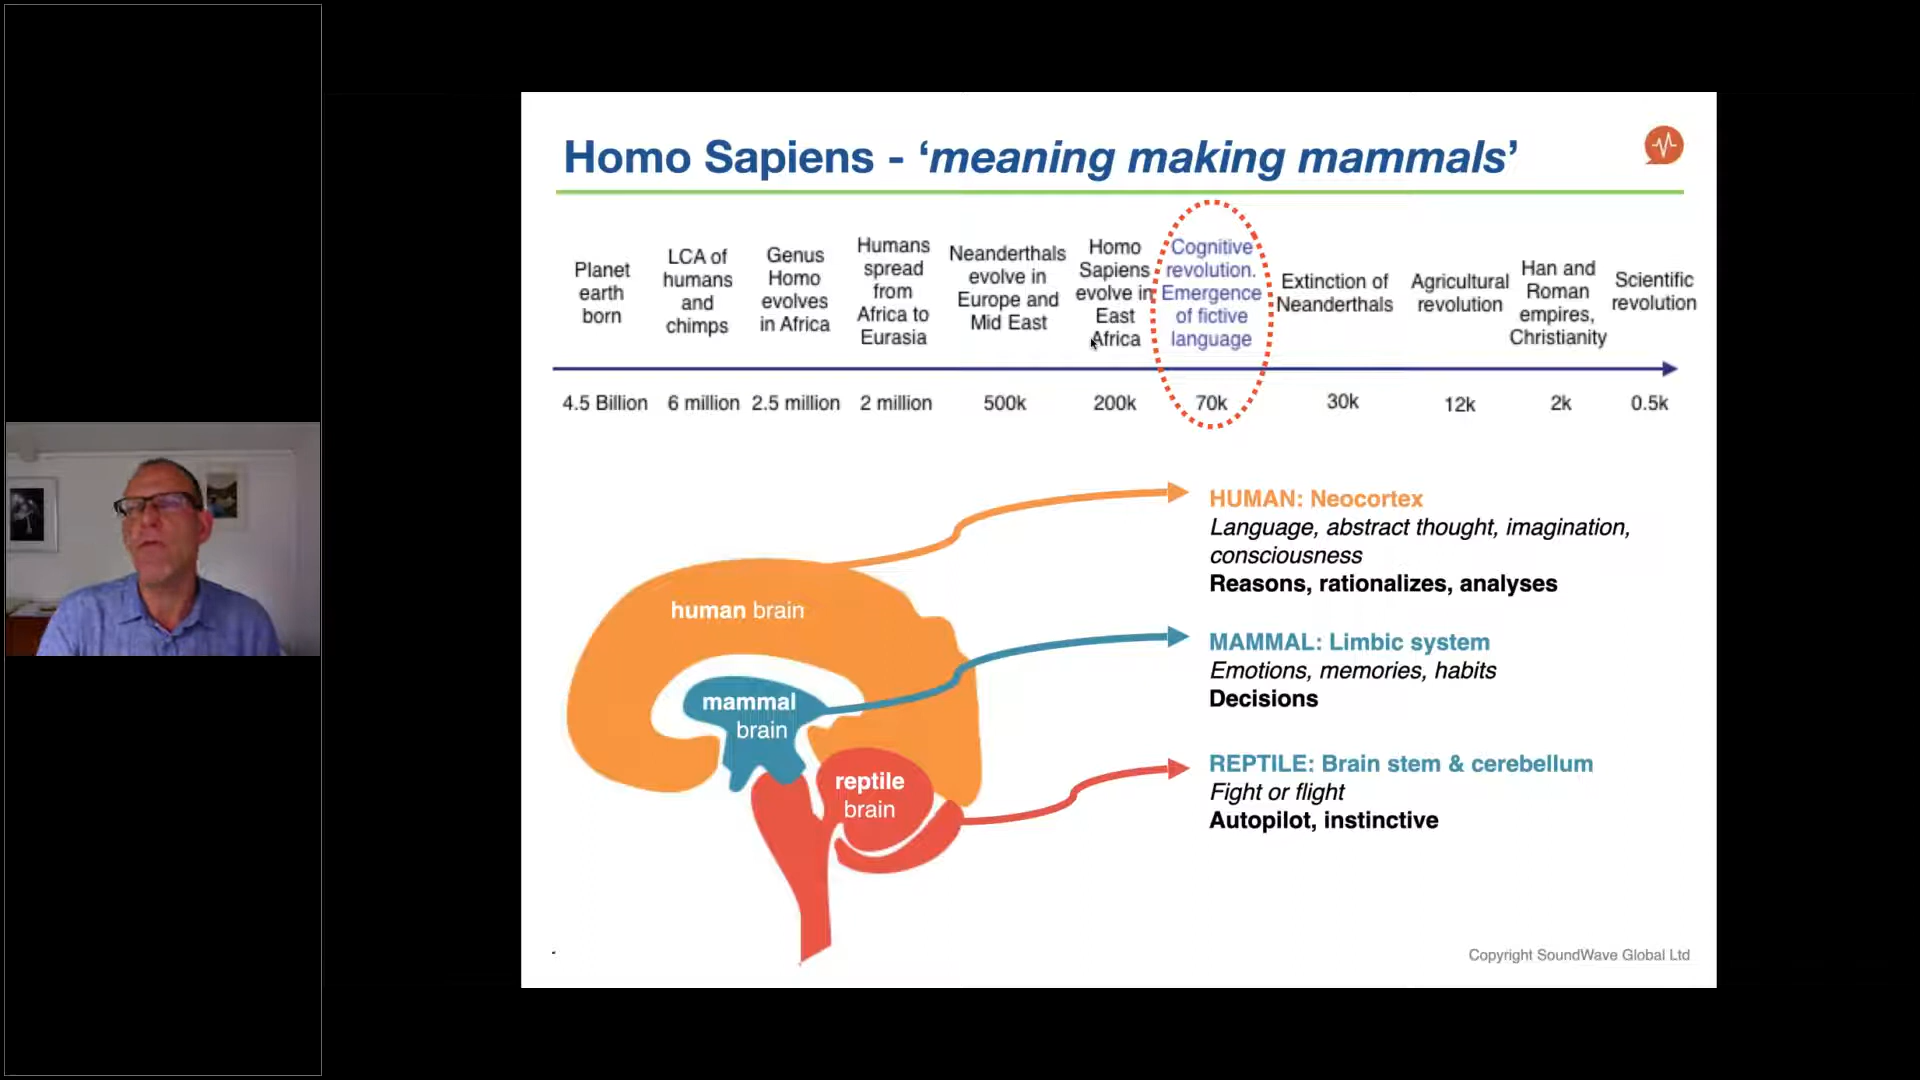 Homo Sapiens - ‘meaning making mammals’
Planet
earth
born
LCA of
humans
and
chimps
Genus
Homo
evolves
in Africa
Humans
spread
from
Africa to
Eurasia
Neanderthals
evolve in
Europe and
Mid East
Homo
Sapiens
evolve in
East
Africa
Cognitive
revolution.
Emergence
of fictive
language
Extinction of
Neanderthals
Agricultural
revolution
Han and
Roman
empires,
Christianity
Scientific
revolution
4.5 Billion
6 million
2.5 million
2 million
500k
200k
70k
30k
12k
2k
0.5k
human brain
mammal
brain
reptile
brain
HUMAN: Neocortex
Language, abstract thought, imagination,
consciousness
Reasons, rationalizes, analyses
MAMMAL: Limbic system
Emotions, memories, habits
Decisions
REPTILE: Brain stem & cerebellum
Fight or flight
Autopilot, instinctive
Copyright SoundWave Global Ltd